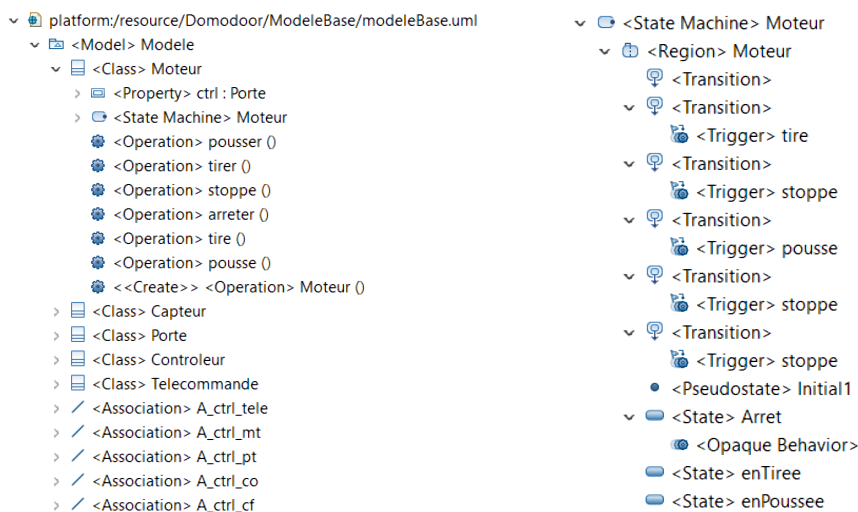 platform:/resource/Domodoor/ModeleBase/modeleBase.uml
<Model> Modele
<Class> Moteur
<Property> ctrl : Porte
<State Machine> Moteur
<Operation> pousser ()
<Operation> tirer ()
<Operation> stoppe ()
<Operation> arreter ()
<Operation> tire ()
<Operation> pousse ()
<<Create>> <Operation> Moteur ()
<Class> Capteur
<Class> Porte
<Class> Controleur
<Class> Telecommande
<Association> A_ctrl_tele
<Association> A_ctrl_mt
<Association> A_ctrl_pt
<Association> A_ctrl_co
<Association> A_ctrl_cf
<State Machine> Moteur
<Region> Moteur
<Transition>
<Transition>
<Trigger> tire
<Transition>
<Trigger> stoppe
<Transition>
<Trigger> pousse
<Transition>
<Trigger> stoppe
<Transition>
<Trigger> stoppe
<Pseudostate> Initial1
<State> Arret
<Opaque Behavior>
<State> enTiree
<State> enPoussee